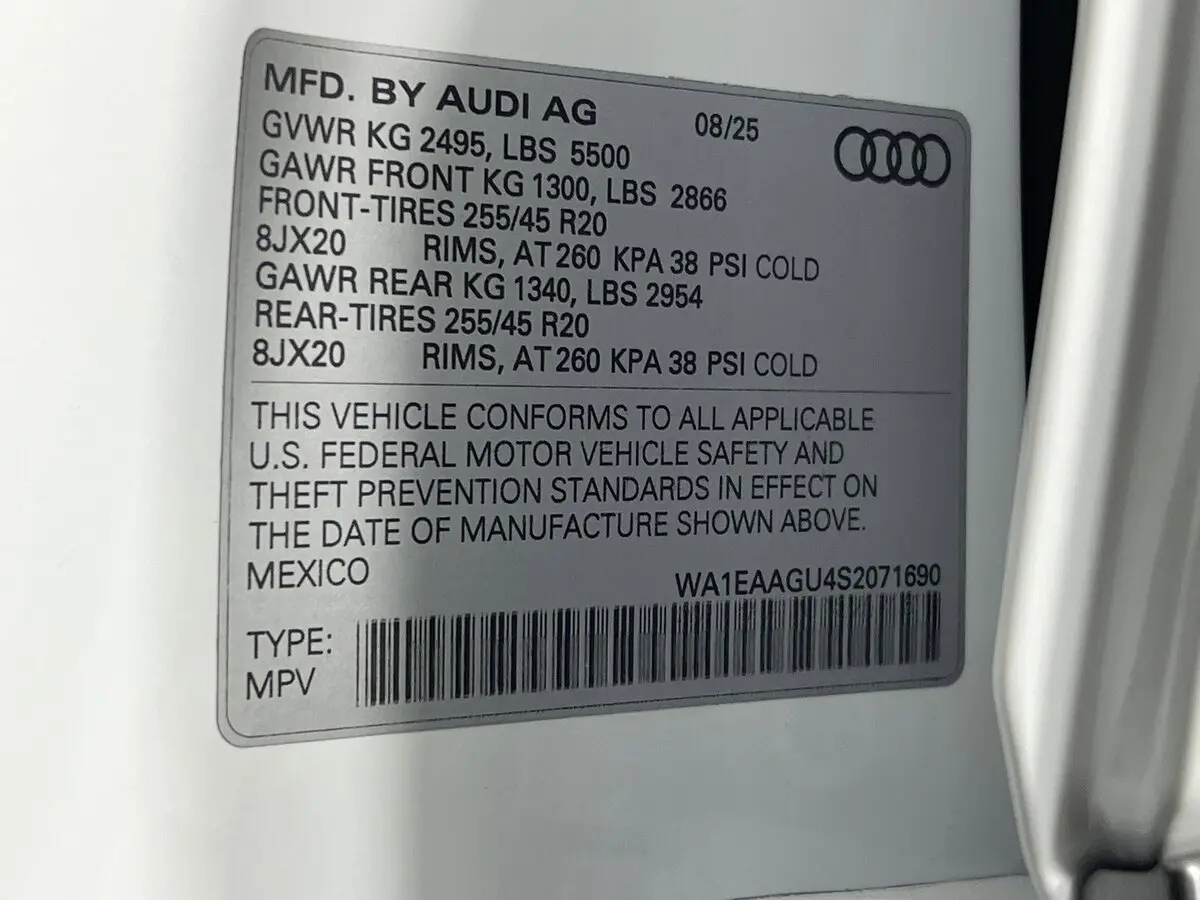 MFD. BY AUDI AG 08/25
GVWR KG 2495, LBS 5500
GAWR FRONT KG 1300, LBS 2866
FRONT-TIRES 255/45 R20
8JX20 RIMS, AT 260 KPA 38 PSI COLD
GAWR REAR KG 1340, LBS 2954
REAR-TIRES 255/45 R20
8JX20 RIMS, AT 260 KPA 38 PSI COLD
THIS VEHICLE CONFORMS TO ALL APPLICABLE
U.S. FEDERAL MOTOR VEHICLE SAFETY AND
THEFT PREVENTION STANDARDS IN EFFECT ON
THE DATE OF MANUFACTURE SHOWN ABOVE.
MEXICO WA1EAAGU4S2071690
TYPE:
MPV